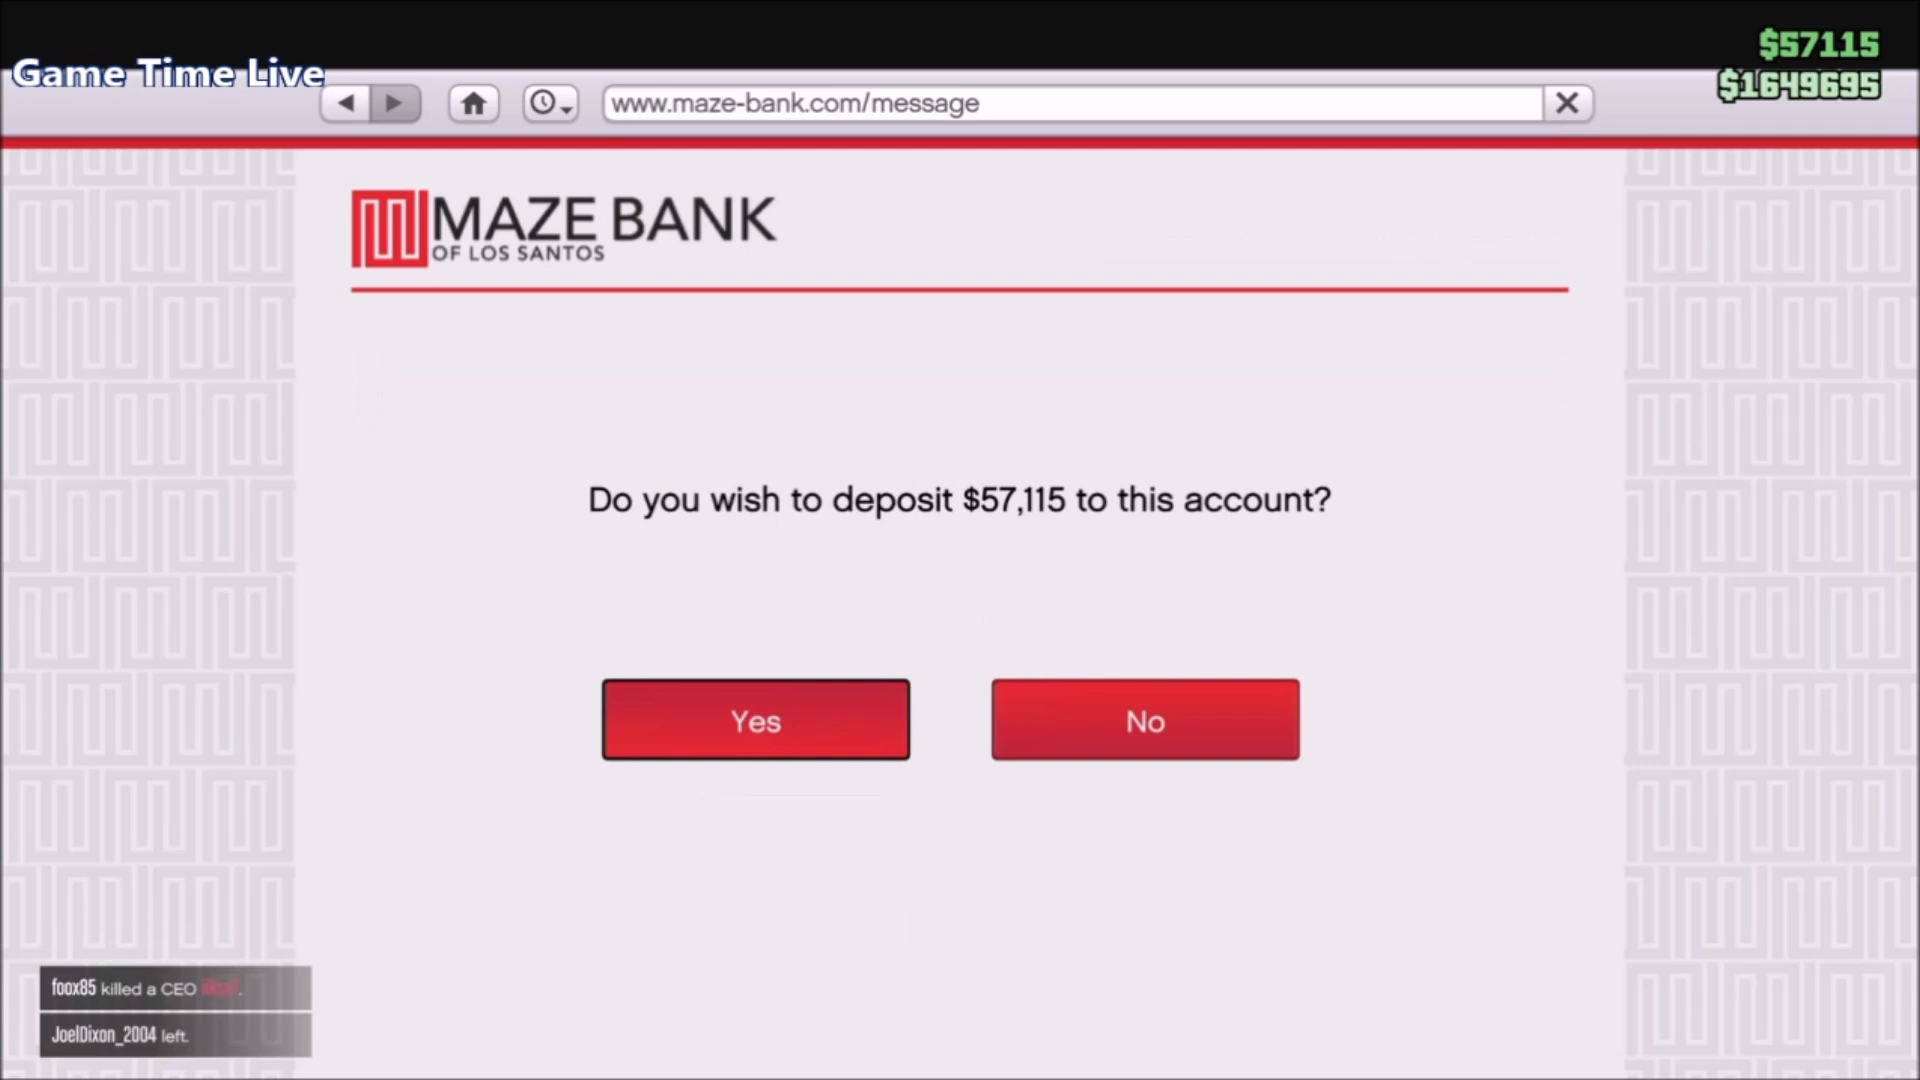 $57115
Game Time Live
$1649695
www.maze-bank.com/message
MAZE BANK
OF LOS SANTOS
Do you wish to deposit $57,115 to this account?
Yes
No
foox85 killed a CEO
JoelDixon_2004 left.